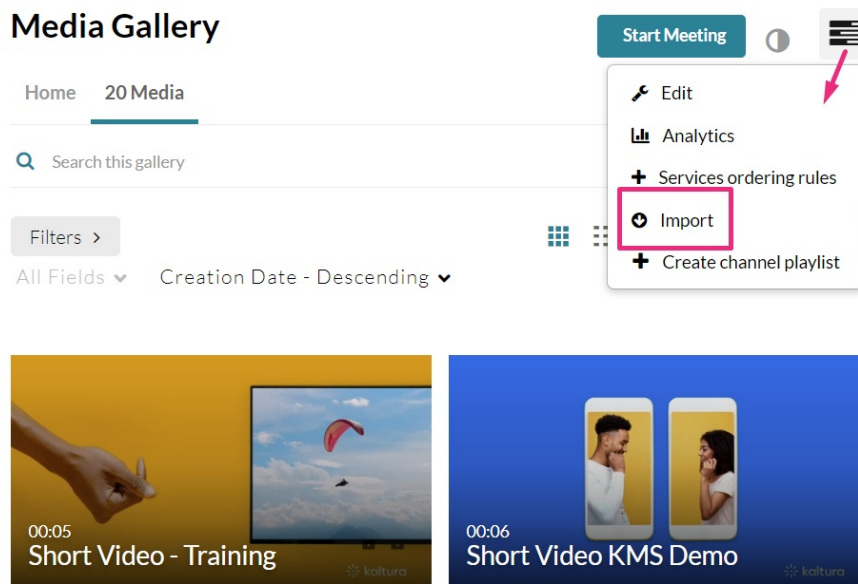 Media Gallery
Start Meeting
Home 20 Media
Edit
Analytics
Search this gallery
Services ordering rules
Import
Filters >
Create channel playlist
All Fields Creation Date - Descending
00:05
Short Video - Training
kaltura
00:06
Short Video KMS Demo
kaltura